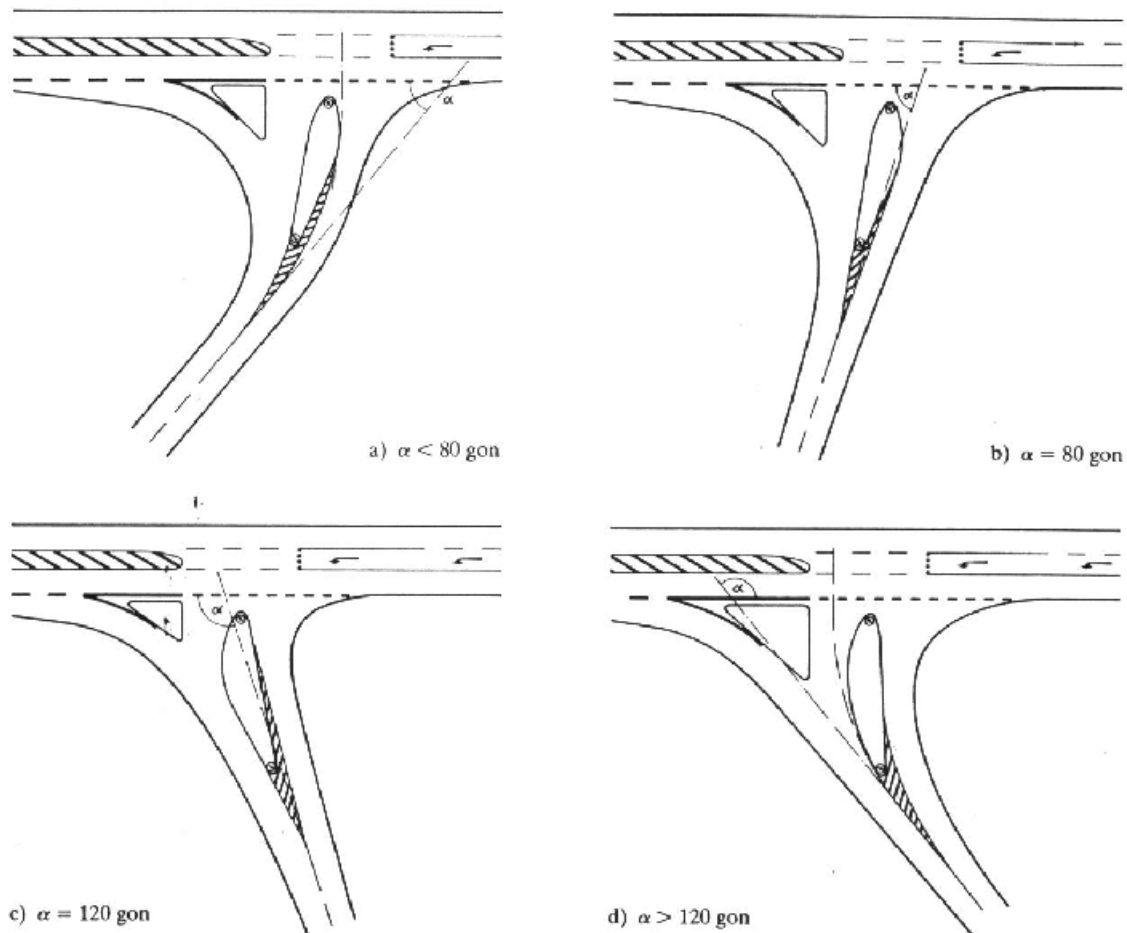 α
α
a) α < 80 gon
b) α = 80 gon
α
α
c) α = 120 gon
d) α > 120 gon